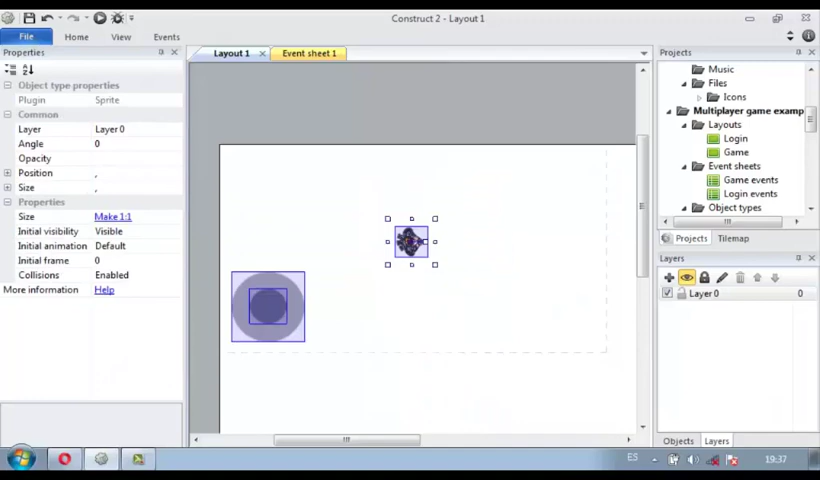 Construct 2 - Layout 1
File Home View Events
Properties
Layout 1 Event sheet 1
Projects
Object type properties
Plugin Sprite
Common
Layer Layer 0
Angle 0
Opacity
Position ,
Size ,
Properties
Size Make 1:1
Initial visibility Visible
Initial animation Default
Initial frame 0
Collisions Enabled
More information Help
Music
Files
Icons
Multiplayer game examp
Layouts
Login
Game
Event sheets
Game events
Login events
Object types
Projects Tilemap
Layers
Layer 0 0
Objects Layers
ES 19:37